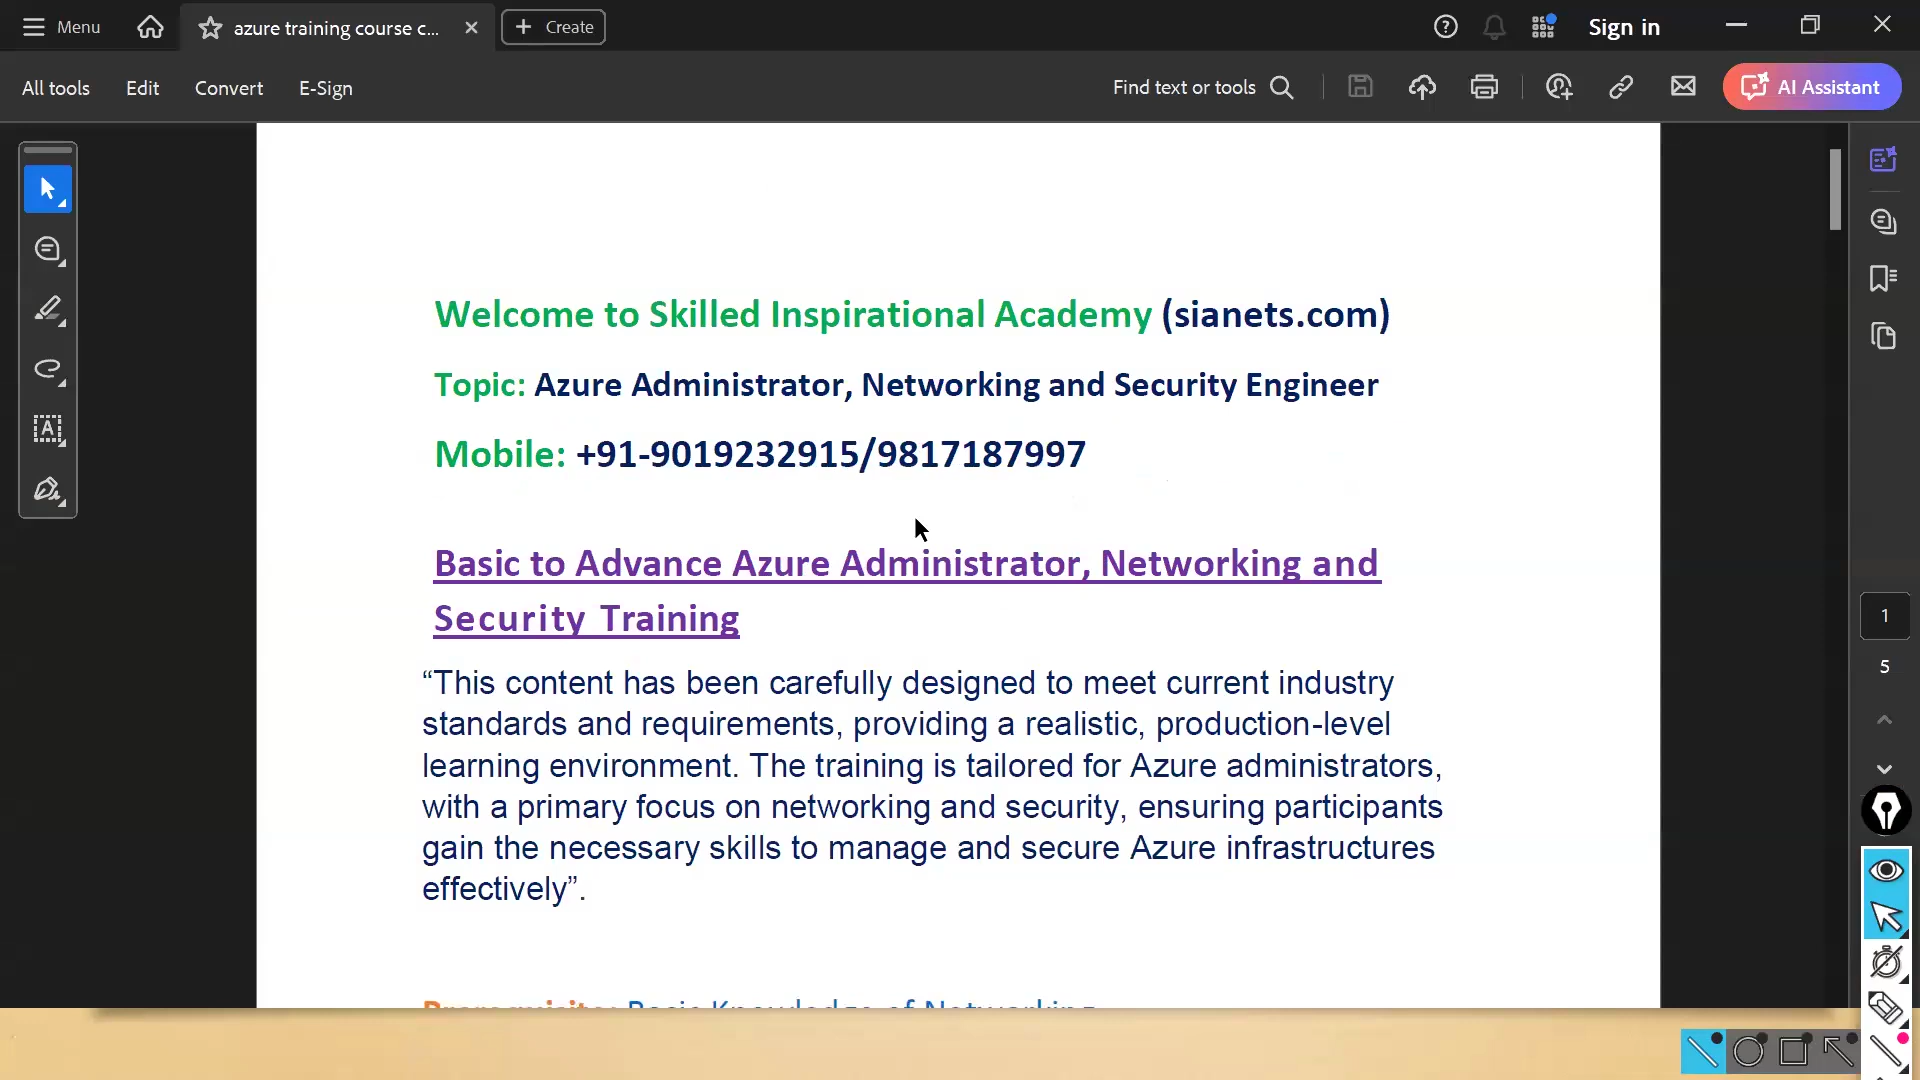 Menu
azure training course c...
Create
Sign in
All tools
Edit
Convert
E-Sign
Find text or tools
AI Assistant
Welcome to Skilled Inspirational Academy (sianets.com)
Topic: Azure Administrator, Networking and Security Engineer
Mobile: +91-9019232915/9817187997
Basic to Advance Azure Administrator, Networking and
Security Training
“This content has been carefully designed to meet current industry
standards and requirements, providing a realistic, production-level
learning environment. The training is tailored for Azure administrators,
with a primary focus on networking and security, ensuring participants
gain the necessary skills to manage and secure Azure infrastructures
effectively”.
Basic Knowledge of Networking
1
5